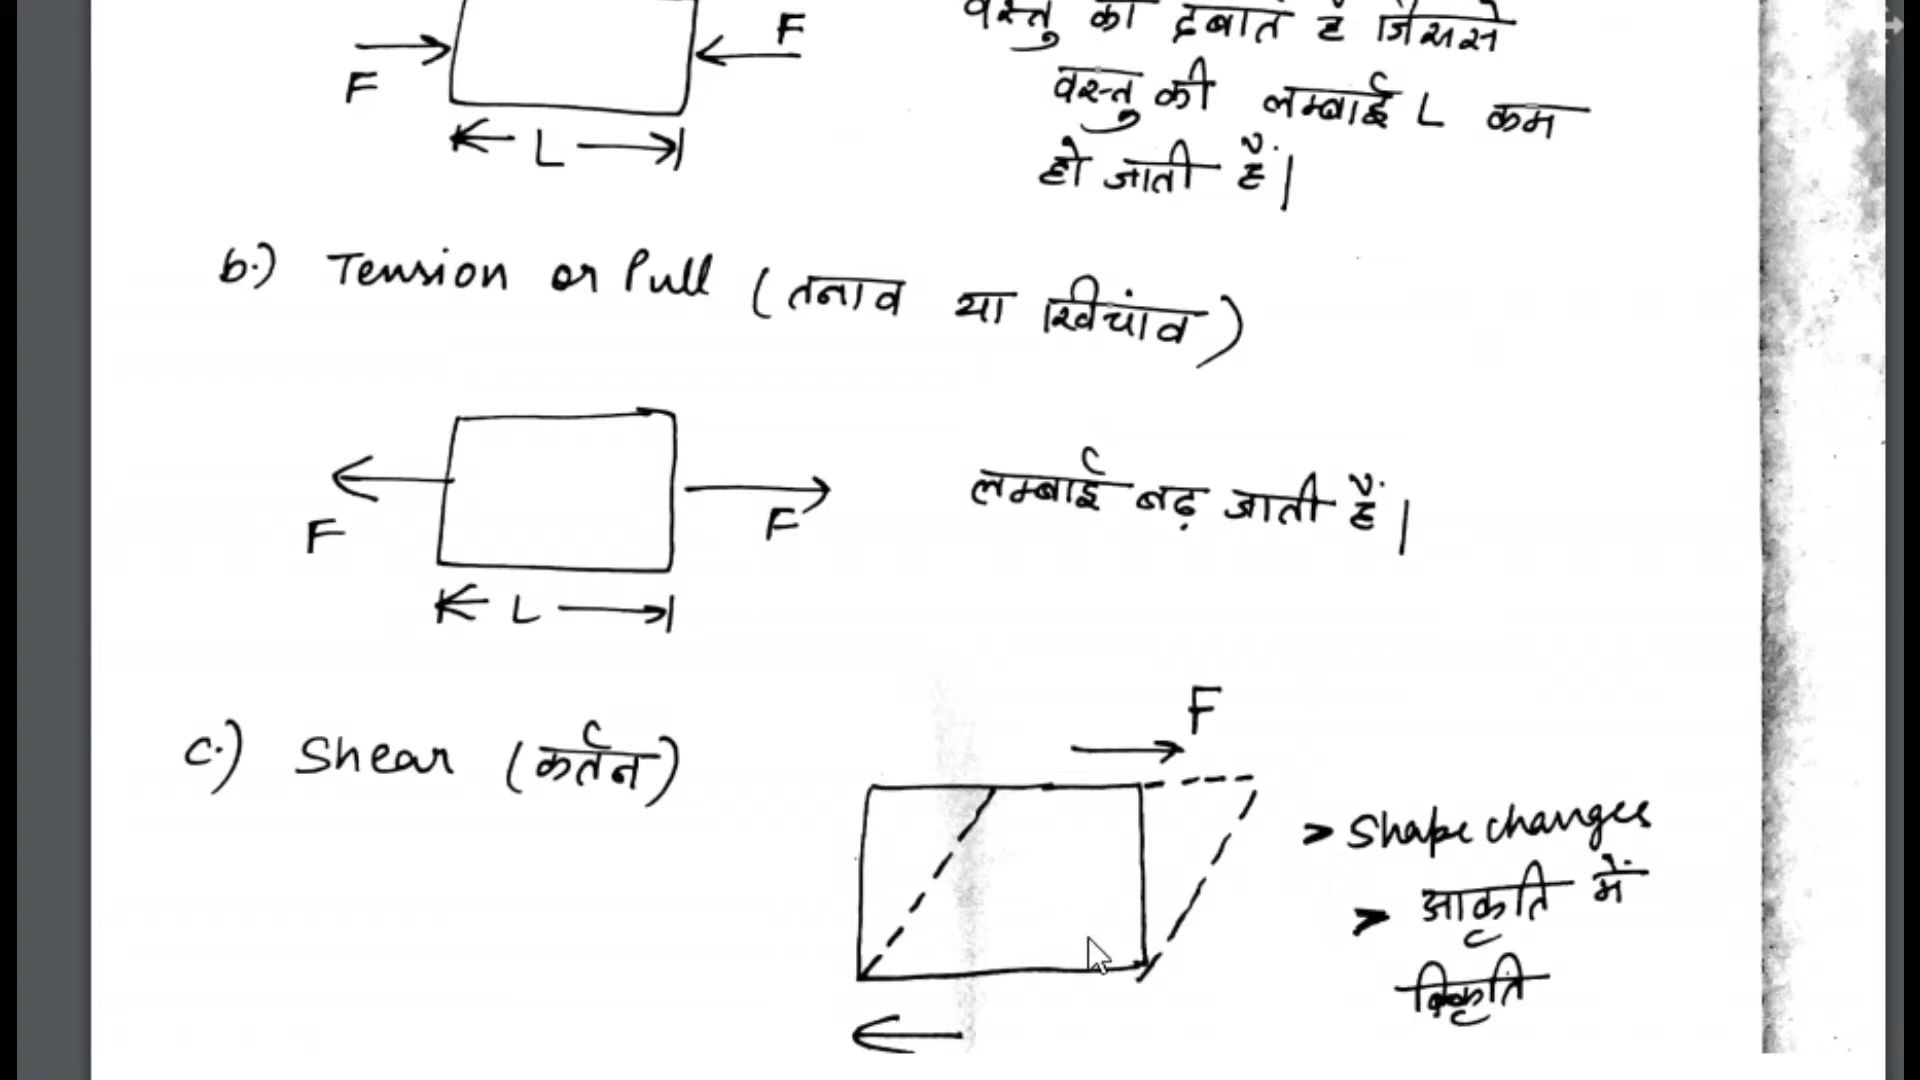 वस्तु को दबाते हैं जिससे
F
F
वस्तु की लम्बाई L कम
L
हो जाती हैं।
b.) Tension or Pull (तनाव या खिंचाव)
F
F
लम्बाई बढ़ जाती हैं।
L
F
c.) Shear (कर्तन)
> Shape changes
> आकृति में
विकृति